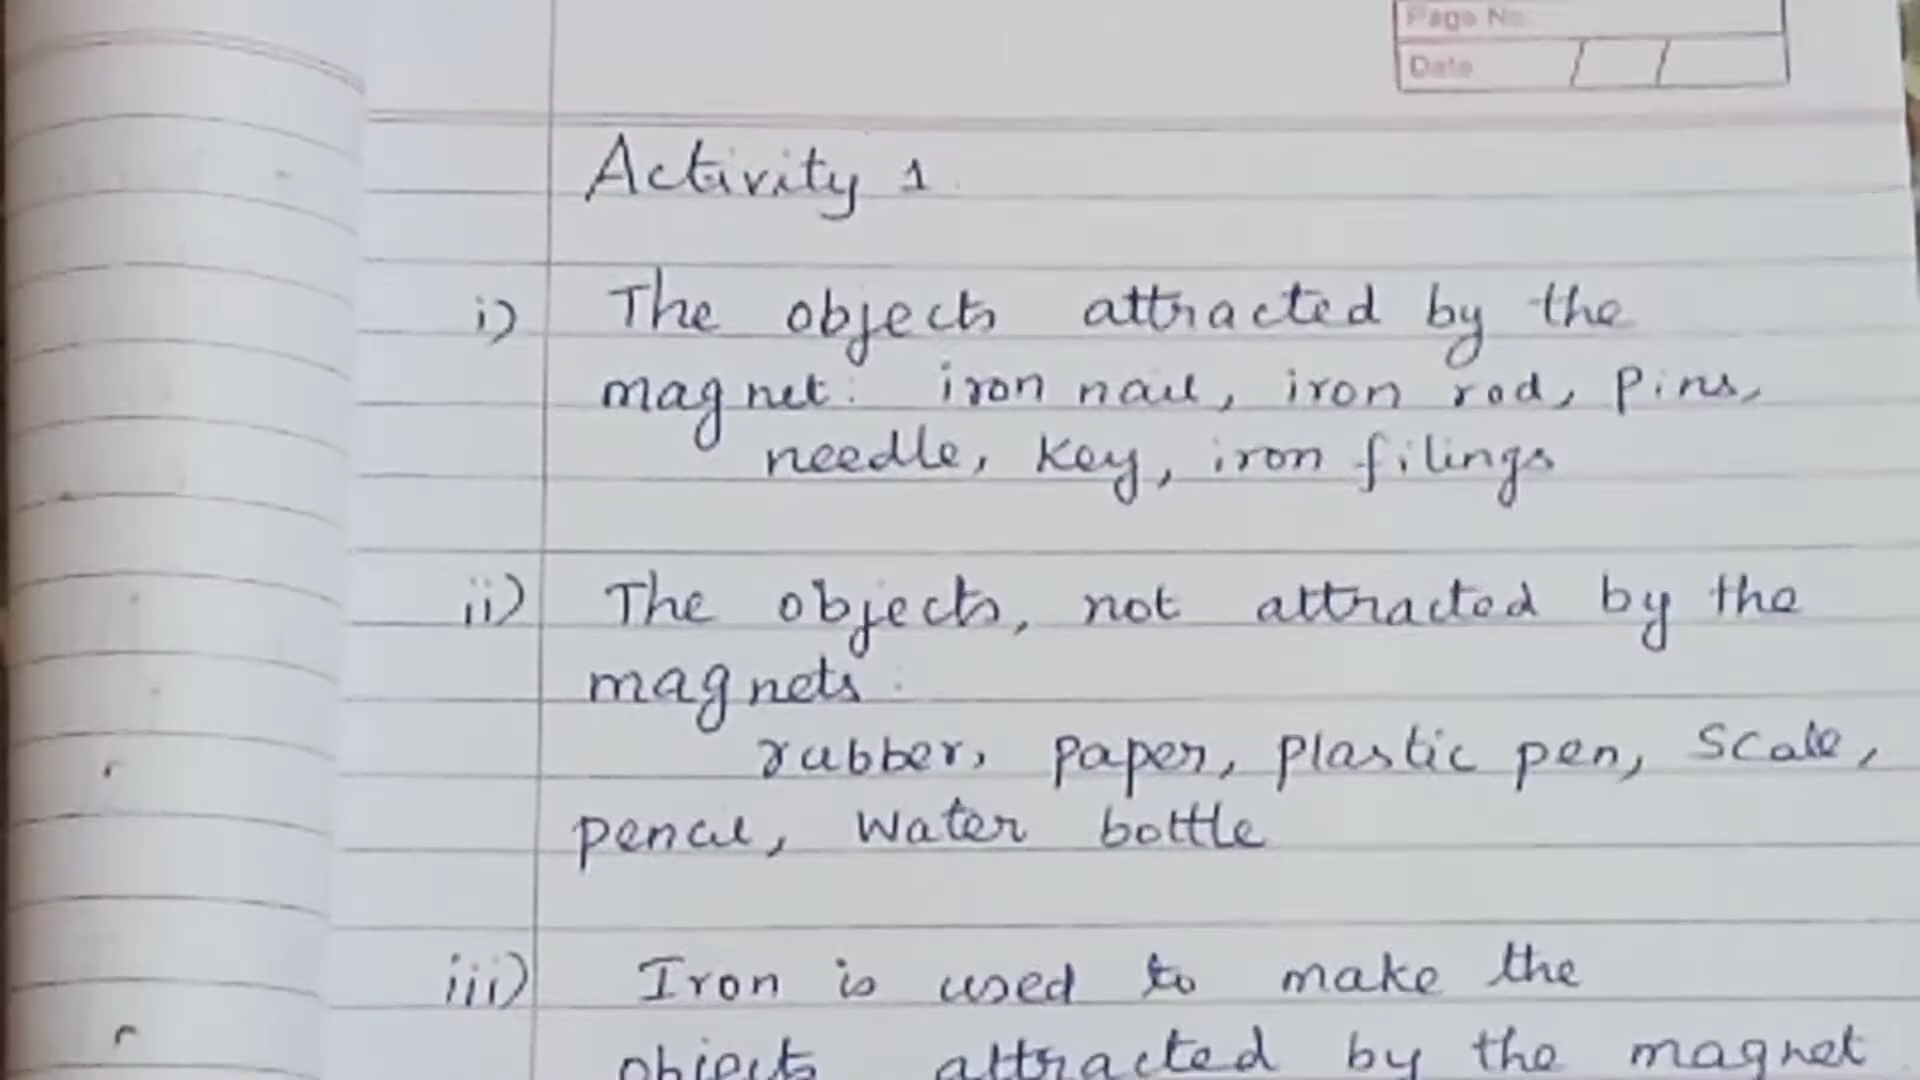 Page No.
Date / /
Activity 1.
i) The objects attracted by the
magnet: iron nail, iron rod, Pins,
needle, Key, iron filings
ii) The objects, not attracted by the
magnets:
rubber, paper, plastic pen, scale,
pencil, water bottle
iii) Iron is used to make the
objects attracted by the magnet.